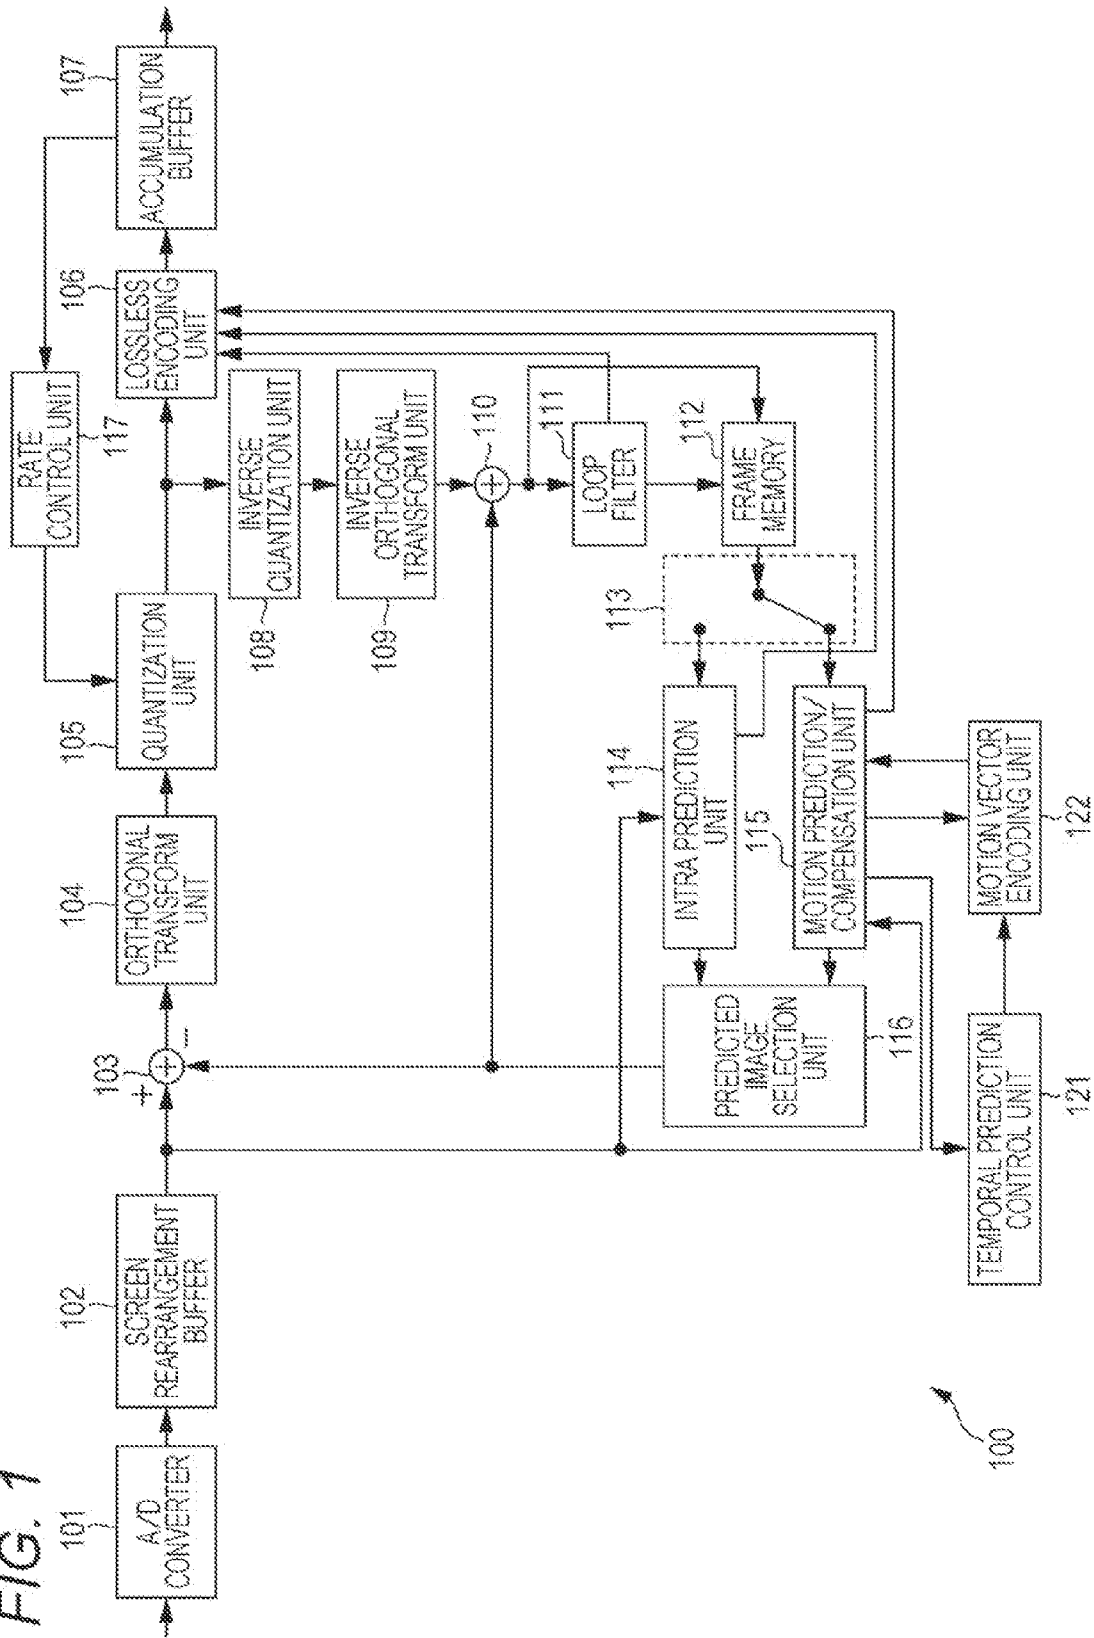 FIG. 1
101
A/D
CONVERTER
102
SCREEN
REARRANGEMENT
BUFFER
103
+
−
104
ORTHOGONAL
TRANSFORM
UNIT
105
QUANTIZATION
UNIT
RATE
CONTROL UNIT
117
106
LOSSLESS
ENCODING
UNIT
107
ACCUMULATION
BUFFER
INVERSE
QUANTIZATION UNIT
108
INVERSE
ORTHOGONAL
TRANSFORM UNIT
109
110
111
LOOP
FILTER
112
FRAME
MEMORY
113
114
INTRA PREDICTION
UNIT
115
MOTION PREDICTION/
COMPENSATION UNIT
PREDICTED
IMAGE
SELECTION
UNIT
116
TEMPORAL PREDICTION
CONTROL UNIT
121
MOTION VECTOR
ENCODING UNIT
122
100